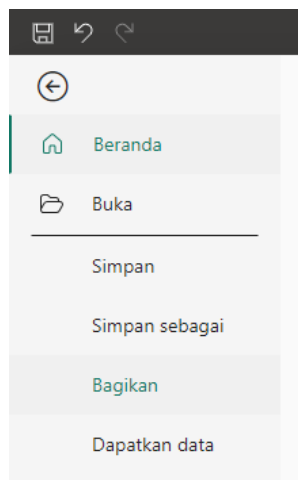 Beranda
Buka
Simpan
Simpan sebagai
Bagikan
Dapatkan data